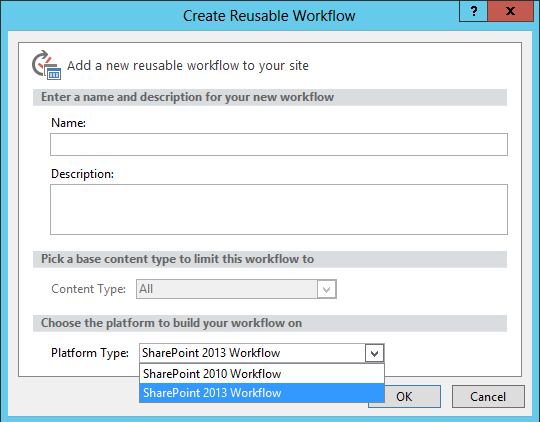 Create Reusable Workflow
? X
Add a new reusable workflow to your site
Enter a name and description for your new workflow
Name:
Description:
Pick a base content type to limit this workflow to
Content Type: All
Choose the platform to build your workflow on
Platform Type: SharePoint 2013 Workflow
SharePoint 2010 Workflow
SharePoint 2013 Workflow
OK Cancel